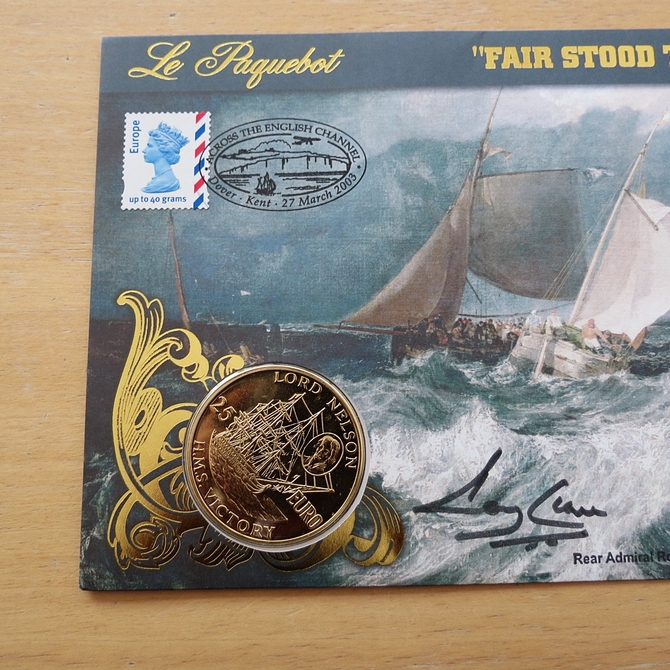 Le Paquebot
"FAIR STOOD
Europe
up to 40 grams
ACROSS THE ENGLISH CHANNEL
Dover · Kent · 27 March 2003
LORD NELSON
25
EURO
H.M.S. VICTORY
Rear Admiral